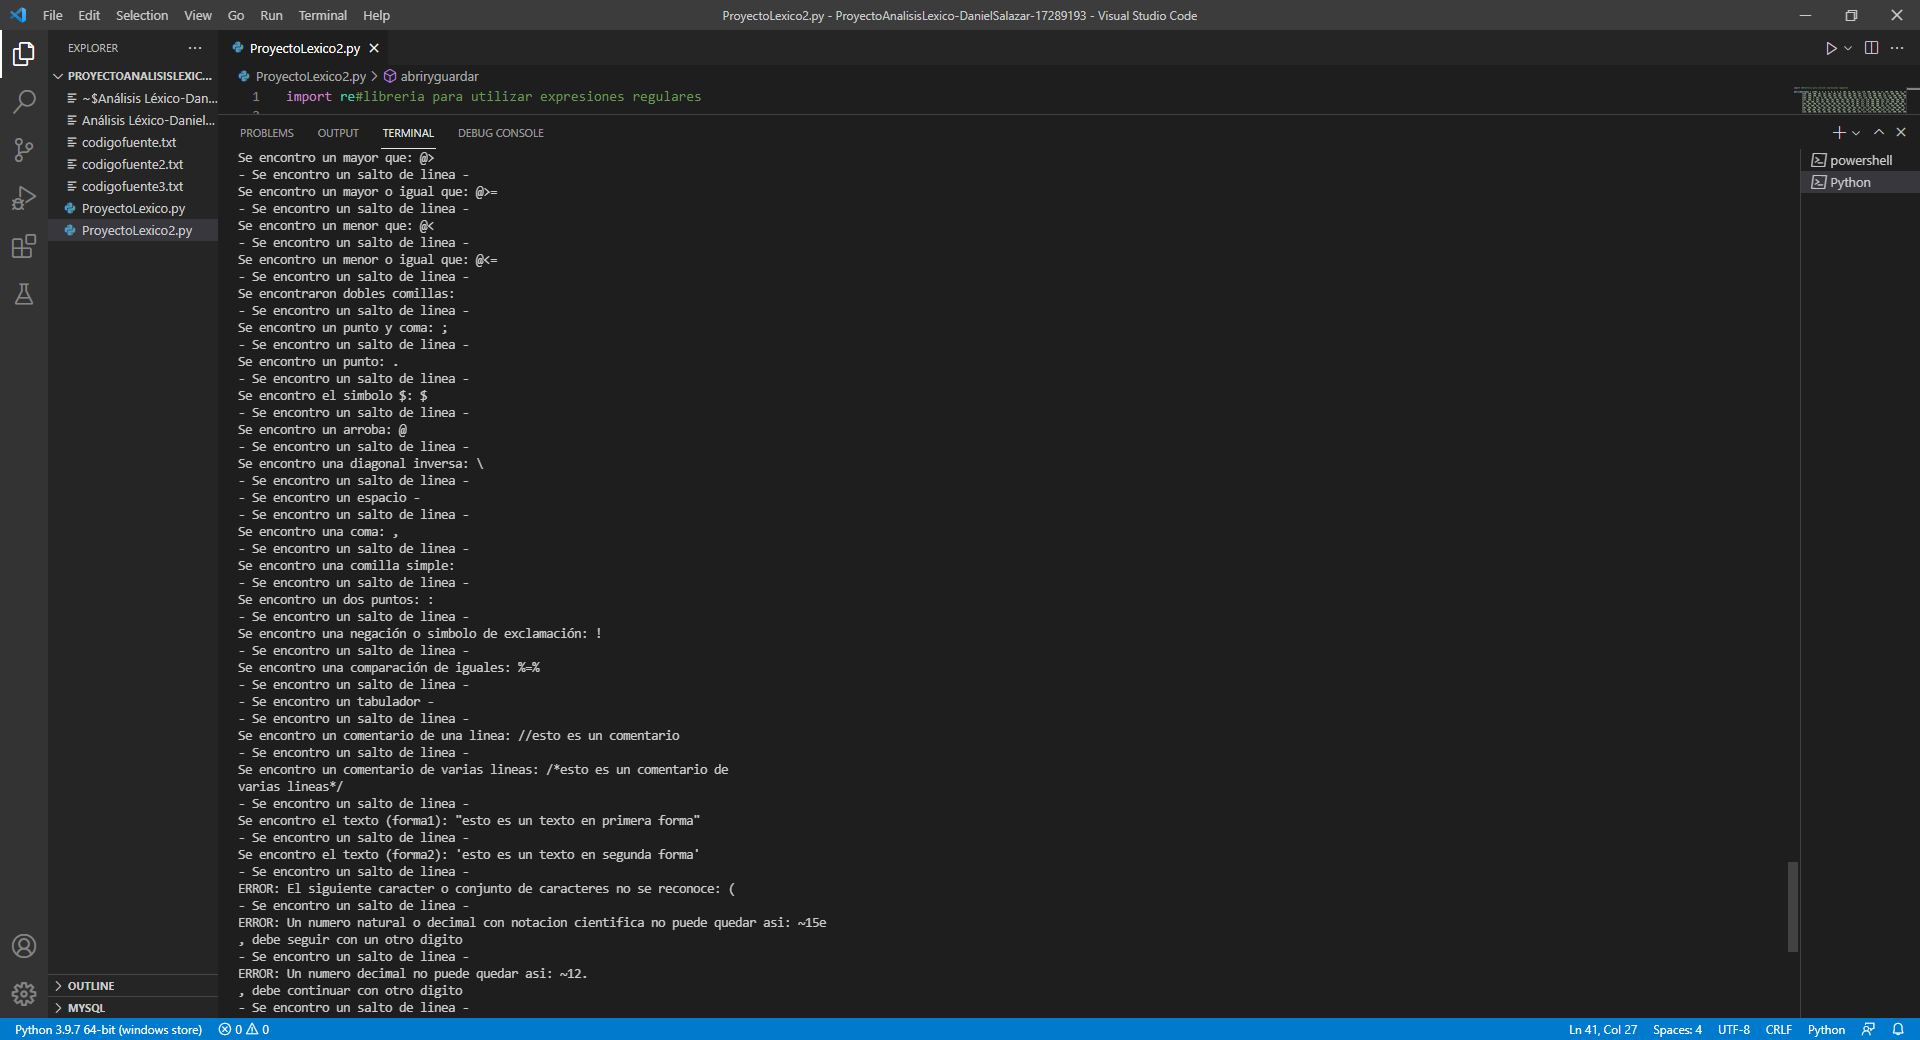 File Edit Selection View Go Run Terminal Help
ProyectoLexico2.py - ProyectoAnalisisLexico-DanielSalazar-17289193 - Visual Studio Code
EXPLORER
PROYECTOANALISISLEXIC...
~$Análisis Léxico-Dan...
Análisis Léxico-Daniel...
codigofuente.txt
codigofuente2.txt
codigofuente3.txt
ProyectoLexico.py
ProyectoLexico2.py
OUTLINE
MYSQL
ProyectoLexico2.py
ProyectoLexico2.py > abriryguardar
1 import re#libreria para utilizar expresiones regulares
PROBLEMS OUTPUT TERMINAL DEBUG CONSOLE
powershell
Python
Se encontro un mayor que: @>
- Se encontro un salto de linea -
Se encontro un mayor o igual que: @>=
- Se encontro un salto de linea -
Se encontro un menor que: @<
- Se encontro un salto de linea -
Se encontro un menor o igual que: @<=
- Se encontro un salto de linea -
Se encontraron dobles comillas:
- Se encontro un salto de linea -
Se encontro un punto y coma: ;
- Se encontro un salto de linea -
Se encontro un punto: .
- Se encontro un salto de linea -
Se encontro el simbolo $: $
- Se encontro un salto de linea -
Se encontro un arroba: @
- Se encontro un salto de linea -
Se encontro una diagonal inversa: \
- Se encontro un salto de linea -
- Se encontro un espacio -
- Se encontro un salto de linea -
Se encontro una coma: ,
- Se encontro un salto de linea -
Se encontro una comilla simple:
- Se encontro un salto de linea -
Se encontro un dos puntos: :
- Se encontro un salto de linea -
Se encontro una negación o simbolo de exclamación: !
- Se encontro un salto de linea -
Se encontro una comparación de iguales: %=%
- Se encontro un salto de linea -
- Se encontro un tabulador -
- Se encontro un salto de linea -
Se encontro un comentario de una linea: //esto es un comentario
- Se encontro un salto de linea -
Se encontro un comentario de varias lineas: /*esto es un comentario de
varias lineas*/
- Se encontro un salto de linea -
Se encontro el texto (forma1): "esto es un texto en primera forma"
- Se encontro un salto de linea -
Se encontro el texto (forma2): 'esto es un texto en segunda forma'
- Se encontro un salto de linea -
ERROR: El siguiente caracter o conjunto de caracteres no se reconoce: (
- Se encontro un salto de linea -
ERROR: Un numero natural o decimal con notacion cientifica no puede quedar asi: ~15e
, debe seguir con un otro digito
- Se encontro un salto de linea -
ERROR: Un numero decimal no puede quedar asi: ~12.
, debe continuar con otro digito
- Se encontro un salto de linea -
Python 3.9.7 64-bit (windows store) 0 0 Ln 41, Col 27 Spaces: 4 UTF-8 CRLF Python